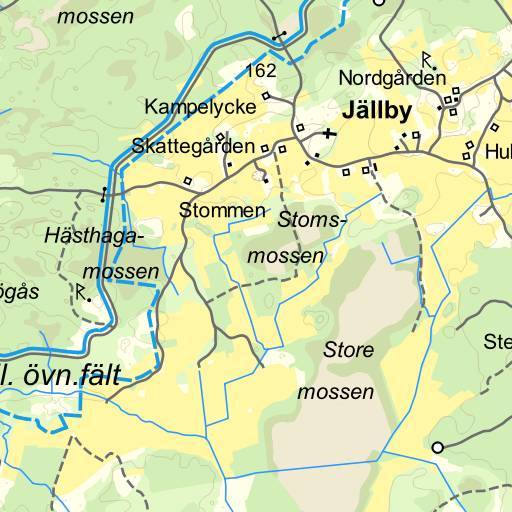 mossen
162
Nordgården
Kampelycke
Jällby
Skattegården
Hul
Stommen
Stoms-
mossen
Hästhaga-
mossen
ögås
Store
mossen
Ste
l. övn.fält